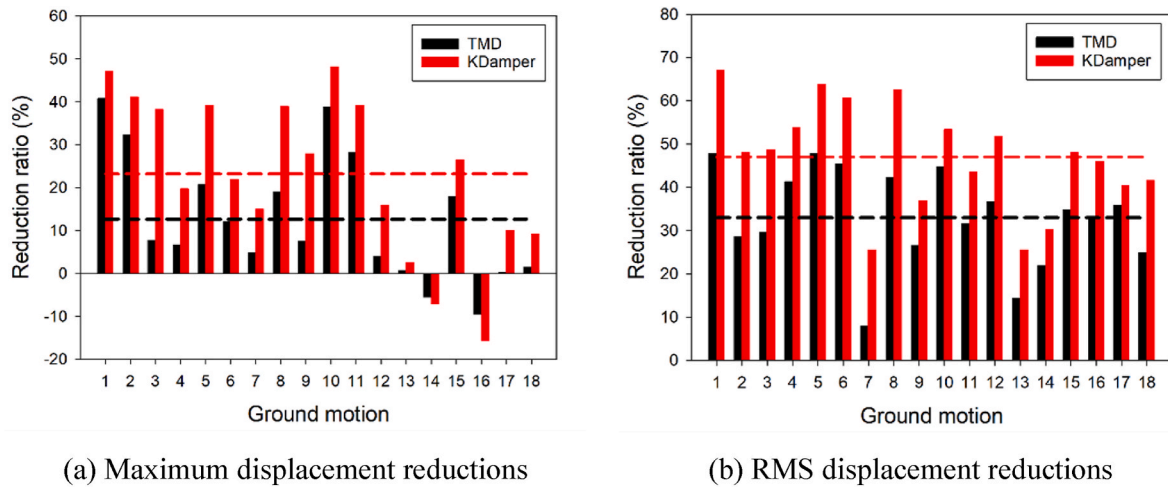 60
50
40
30
20
10
0
-10
-20
Reduction ratio (%)
TMD
KDamper
1 2 3 4 5 6 7 8 9 10 11 12 13 14 15 16 17 18
Ground motion
(a) Maximum displacement reductions
80
70
60
50
40
30
20
10
0
Reduction ratio (%)
TMD
KDamper
1 2 3 4 5 6 7 8 9 10 11 12 13 14 15 16 17 18
Ground motion
(b) RMS displacement reductions